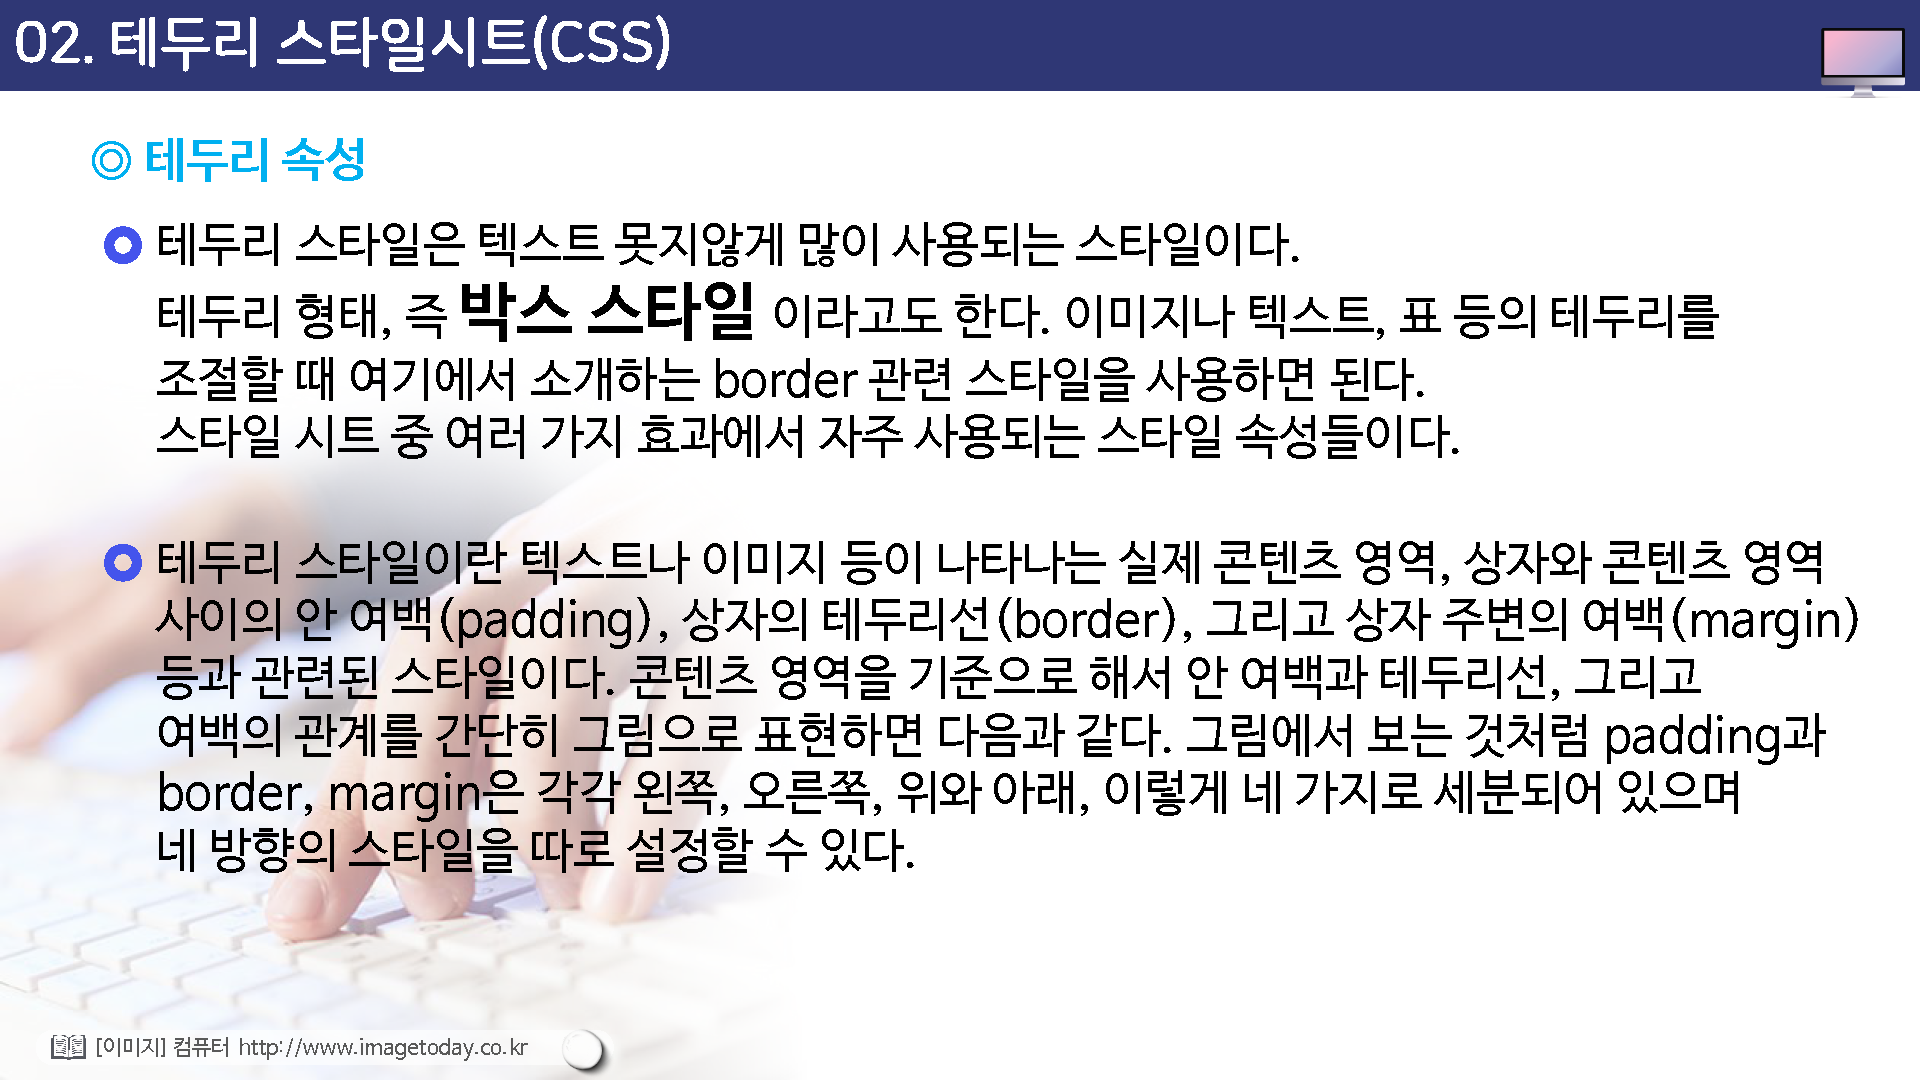 02. 테두리 스타일시트(CSS)
◎ 테두리 속성
테두리 스타일은 텍스트 못지않게 많이 사용되는 스타일이다.
테두리 형태, 즉 박스 스타일 이라고도 한다. 이미지나 텍스트, 표 등의 테두리를
조절할 때 여기에서 소개하는 border 관련 스타일을 사용하면 된다.
스타일 시트 중 여러 가지 효과에서 자주 사용되는 스타일 속성들이다.
테두리 스타일이란 텍스트나 이미지 등이 나타나는 실제 콘텐츠 영역, 상자와 콘텐츠 영역
사이의 안 여백(padding), 상자의 테두리선(border), 그리고 상자 주변의 여백(margin)
등과 관련된 스타일이다. 콘텐츠 영역을 기준으로 해서 안 여백과 테두리선, 그리고
여백의 관계를 간단히 그림으로 표현하면 다음과 같다. 그림에서 보는 것처럼 padding과
border, margin은 각각 왼쪽, 오른쪽, 위와 아래, 이렇게 네 가지로 세분되어 있으며
네 방향의 스타일을 따로 설정할 수 있다.
[이미지] 컴퓨터 http://www.imagetoday.co.kr